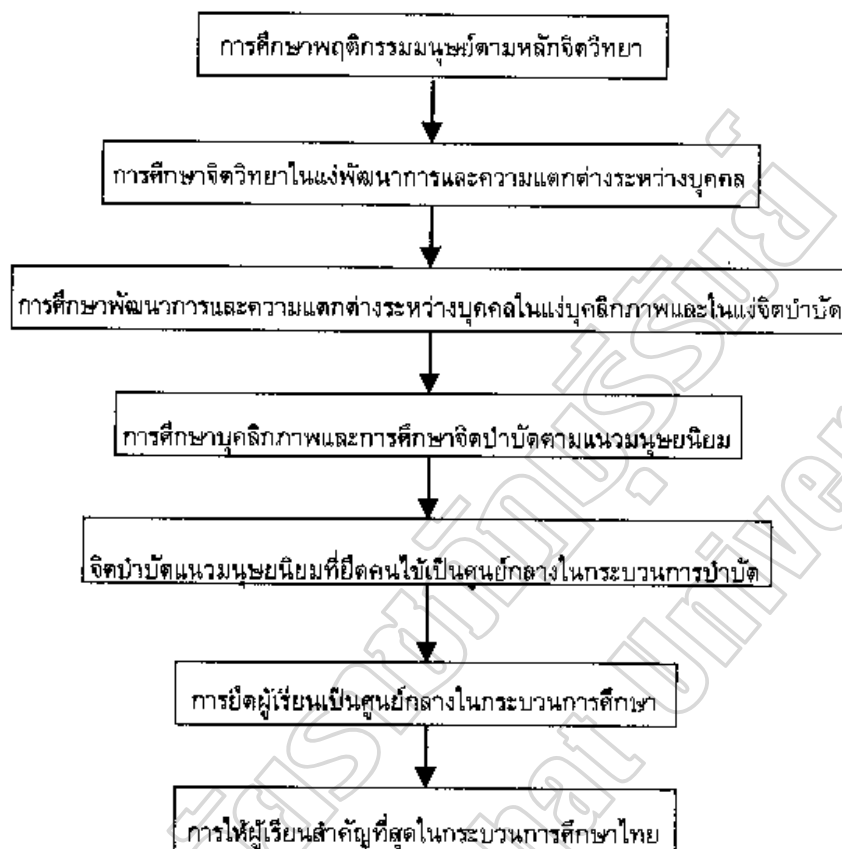 การศึกษาพฤติกรรมมนุษย์ตามหลักจิตวิทยา
การศึกษาจิตวิทยาในแง่พัฒนาการและความแตกต่างระหว่างบุคคล
การศึกษาพัฒนาการและความแตกต่างระหว่างบุคคลในแง่บุคลิกภาพและในแง่จิตบำบัด
การศึกษาบุคลิกภาพและการศึกษาจิตบำบัดตามแนวมนุษยนิยม
จิตบำบัดแนวมนุษยนิยมที่ยึดคนไข้เป็นศูนย์กลางในกระบวนการบำบัด
การยึดผู้เรียนเป็นศูนย์กลางในกระบวนการศึกษา
การให้ผู้เรียนสำคัญที่สุดในกระบวนการศึกษาไทย